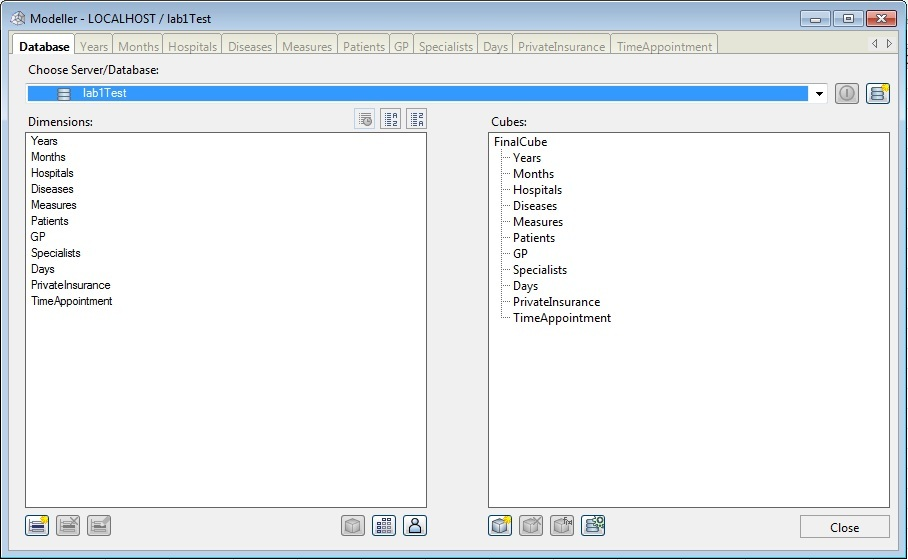 Modeller - LOCALHOST / lab1Test
Database Years Months Hospitals Diseases Measures Patients GP Specialists Days PrivateInsurance TimeAppointment
Choose Server/Database:
lab1Test
Dimensions:
Years
Months
Hospitals
Diseases
Measures
Patients
GP
Specialists
Days
PrivateInsurance
TimeAppointment
Cubes:
FinalCube
Years
Months
Hospitals
Diseases
Measures
Patients
GP
Specialists
Days
PrivateInsurance
TimeAppointment
Close